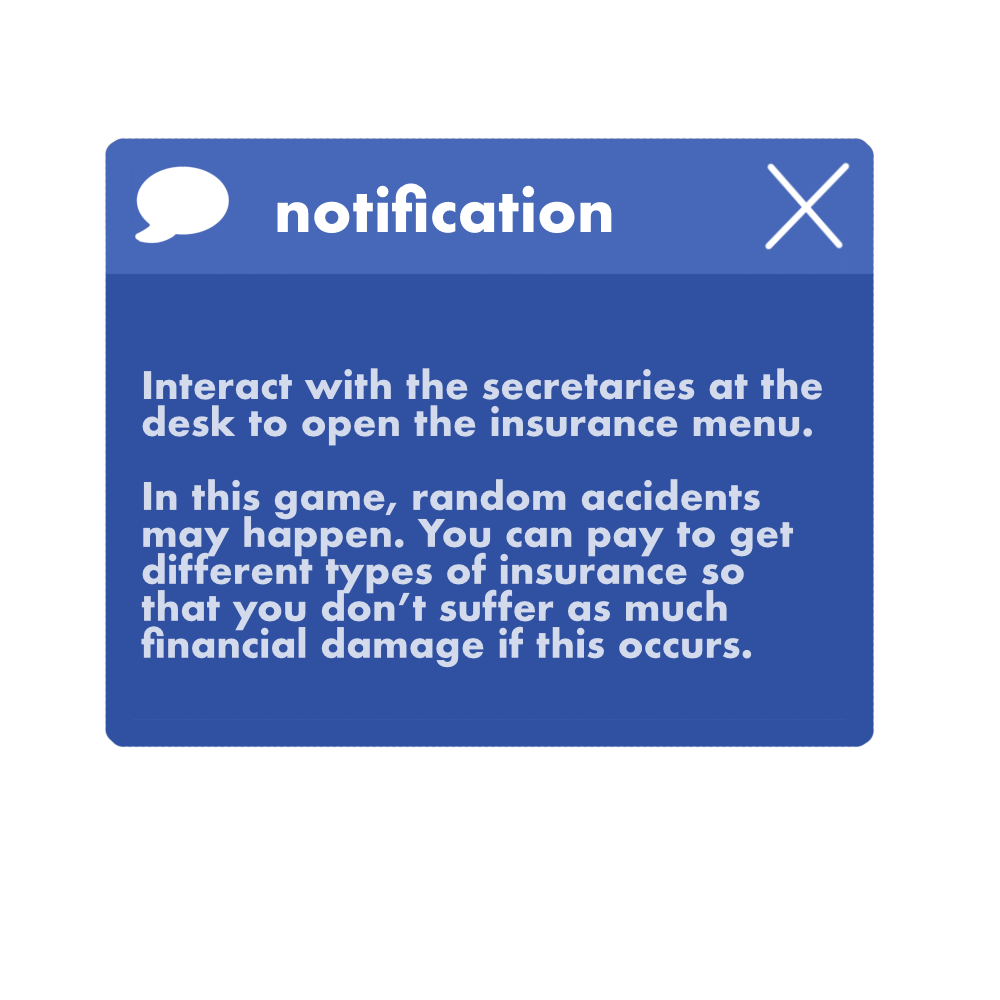 notification
Interact with the secretaries at the
desk to open the insurance menu.
In this game, random accidents
may happen. You can pay to get
different types of insurance so
that you don’t suffer as much
financial damage if this occurs.